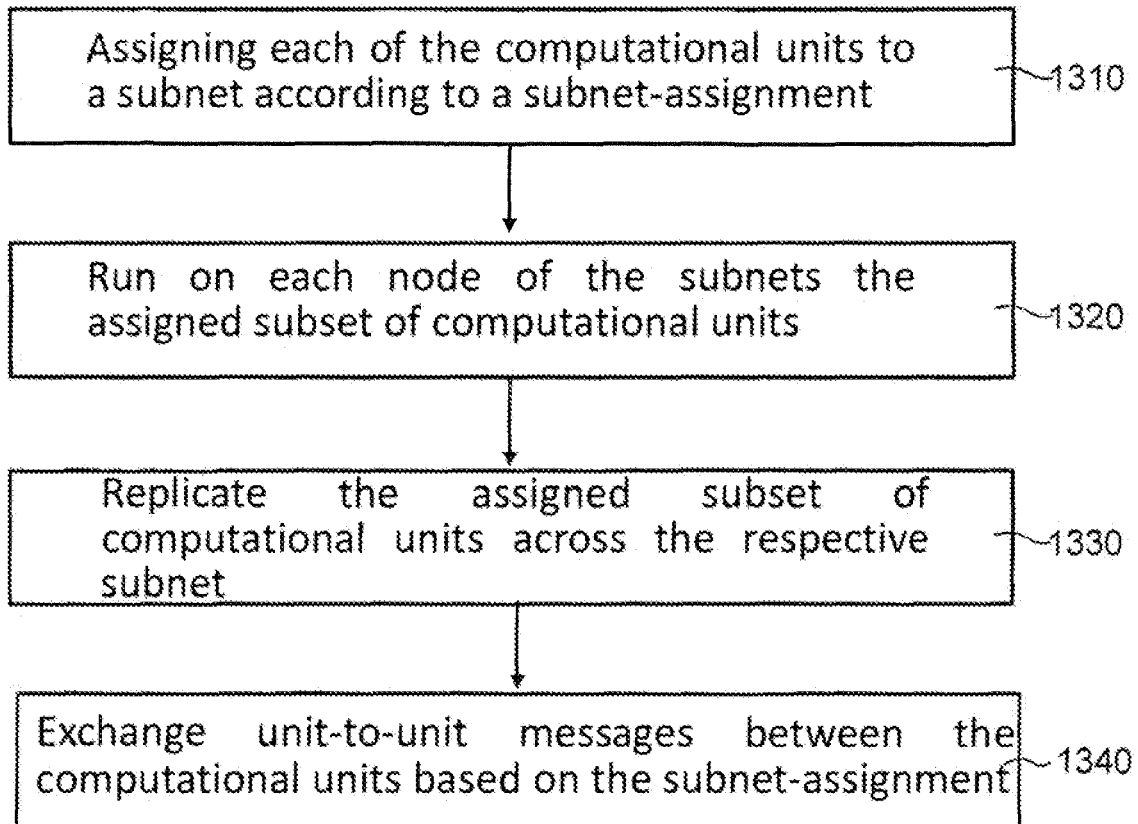 Assigning each of the computational units to
a subnet according to a subnet-assignment
1310
Run on each node of the subnets the
assigned subset of computational units
1320
Replicate the assigned subset of
computational units across the respective
subnet
1330
Exchange unit-to-unit messages between the
computational units based on the subnet-assignment
1340